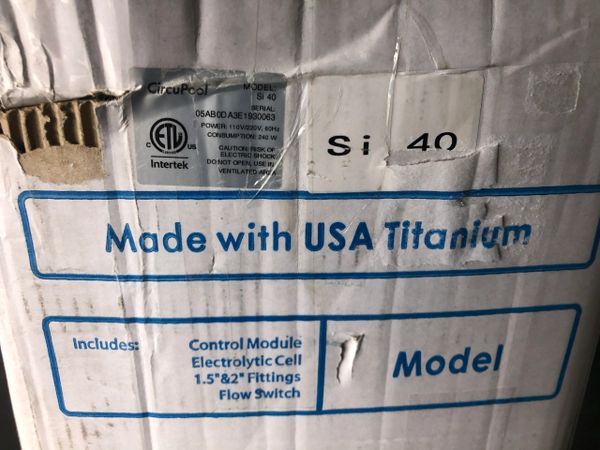 CircuPool
MODEL:
Si 40
SERIAL:
05AB0DA3E1930063
POWER: 110V/220V, 60Hz
CONSUMPTION: 240 W
CAUTION: RISK OF
ELECTRIC SHOCK
DO NOT OPEN, USE IN
VENTILATED AREA
ETL
C US
Intertek
Si 40
Made with USA Titanium
Includes:
Control Module
Electrolytic Cell
1.5"&2" Fittings
Flow Switch
Model